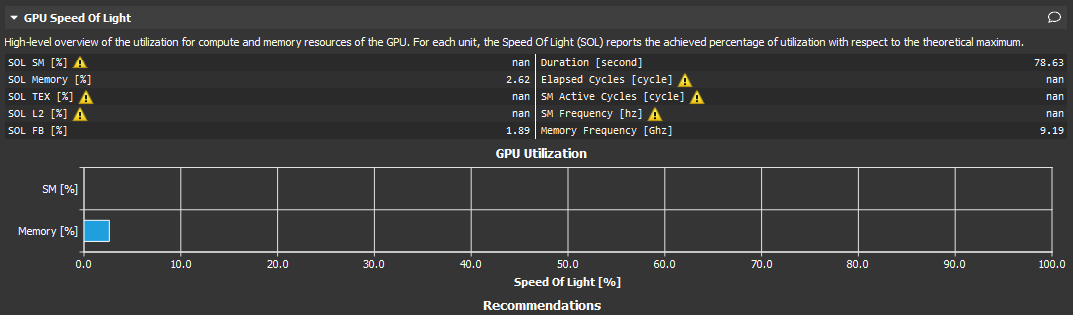 GPU Speed Of Light
High-level overview of the utilization for compute and memory resources of the GPU. For each unit, the Speed Of Light (SOL) reports the achieved percentage of utilization with respect to the theoretical maximum.
SOL SM [%] nan Duration [second] 78.63
SOL Memory [%] 2.62 Elapsed Cycles [cycle] nan
SOL TEX [%] nan SM Active Cycles [cycle] nan
SOL L2 [%] nan SM Frequency [hz] nan
SOL FB [%] 1.89 Memory Frequency [Ghz] 9.19
GPU Utilization
SM [%]
Memory [%]
0.0 10.0 20.0 30.0 40.0 50.0 60.0 70.0 80.0 90.0 100.0
Speed Of Light [%]
Recommendations